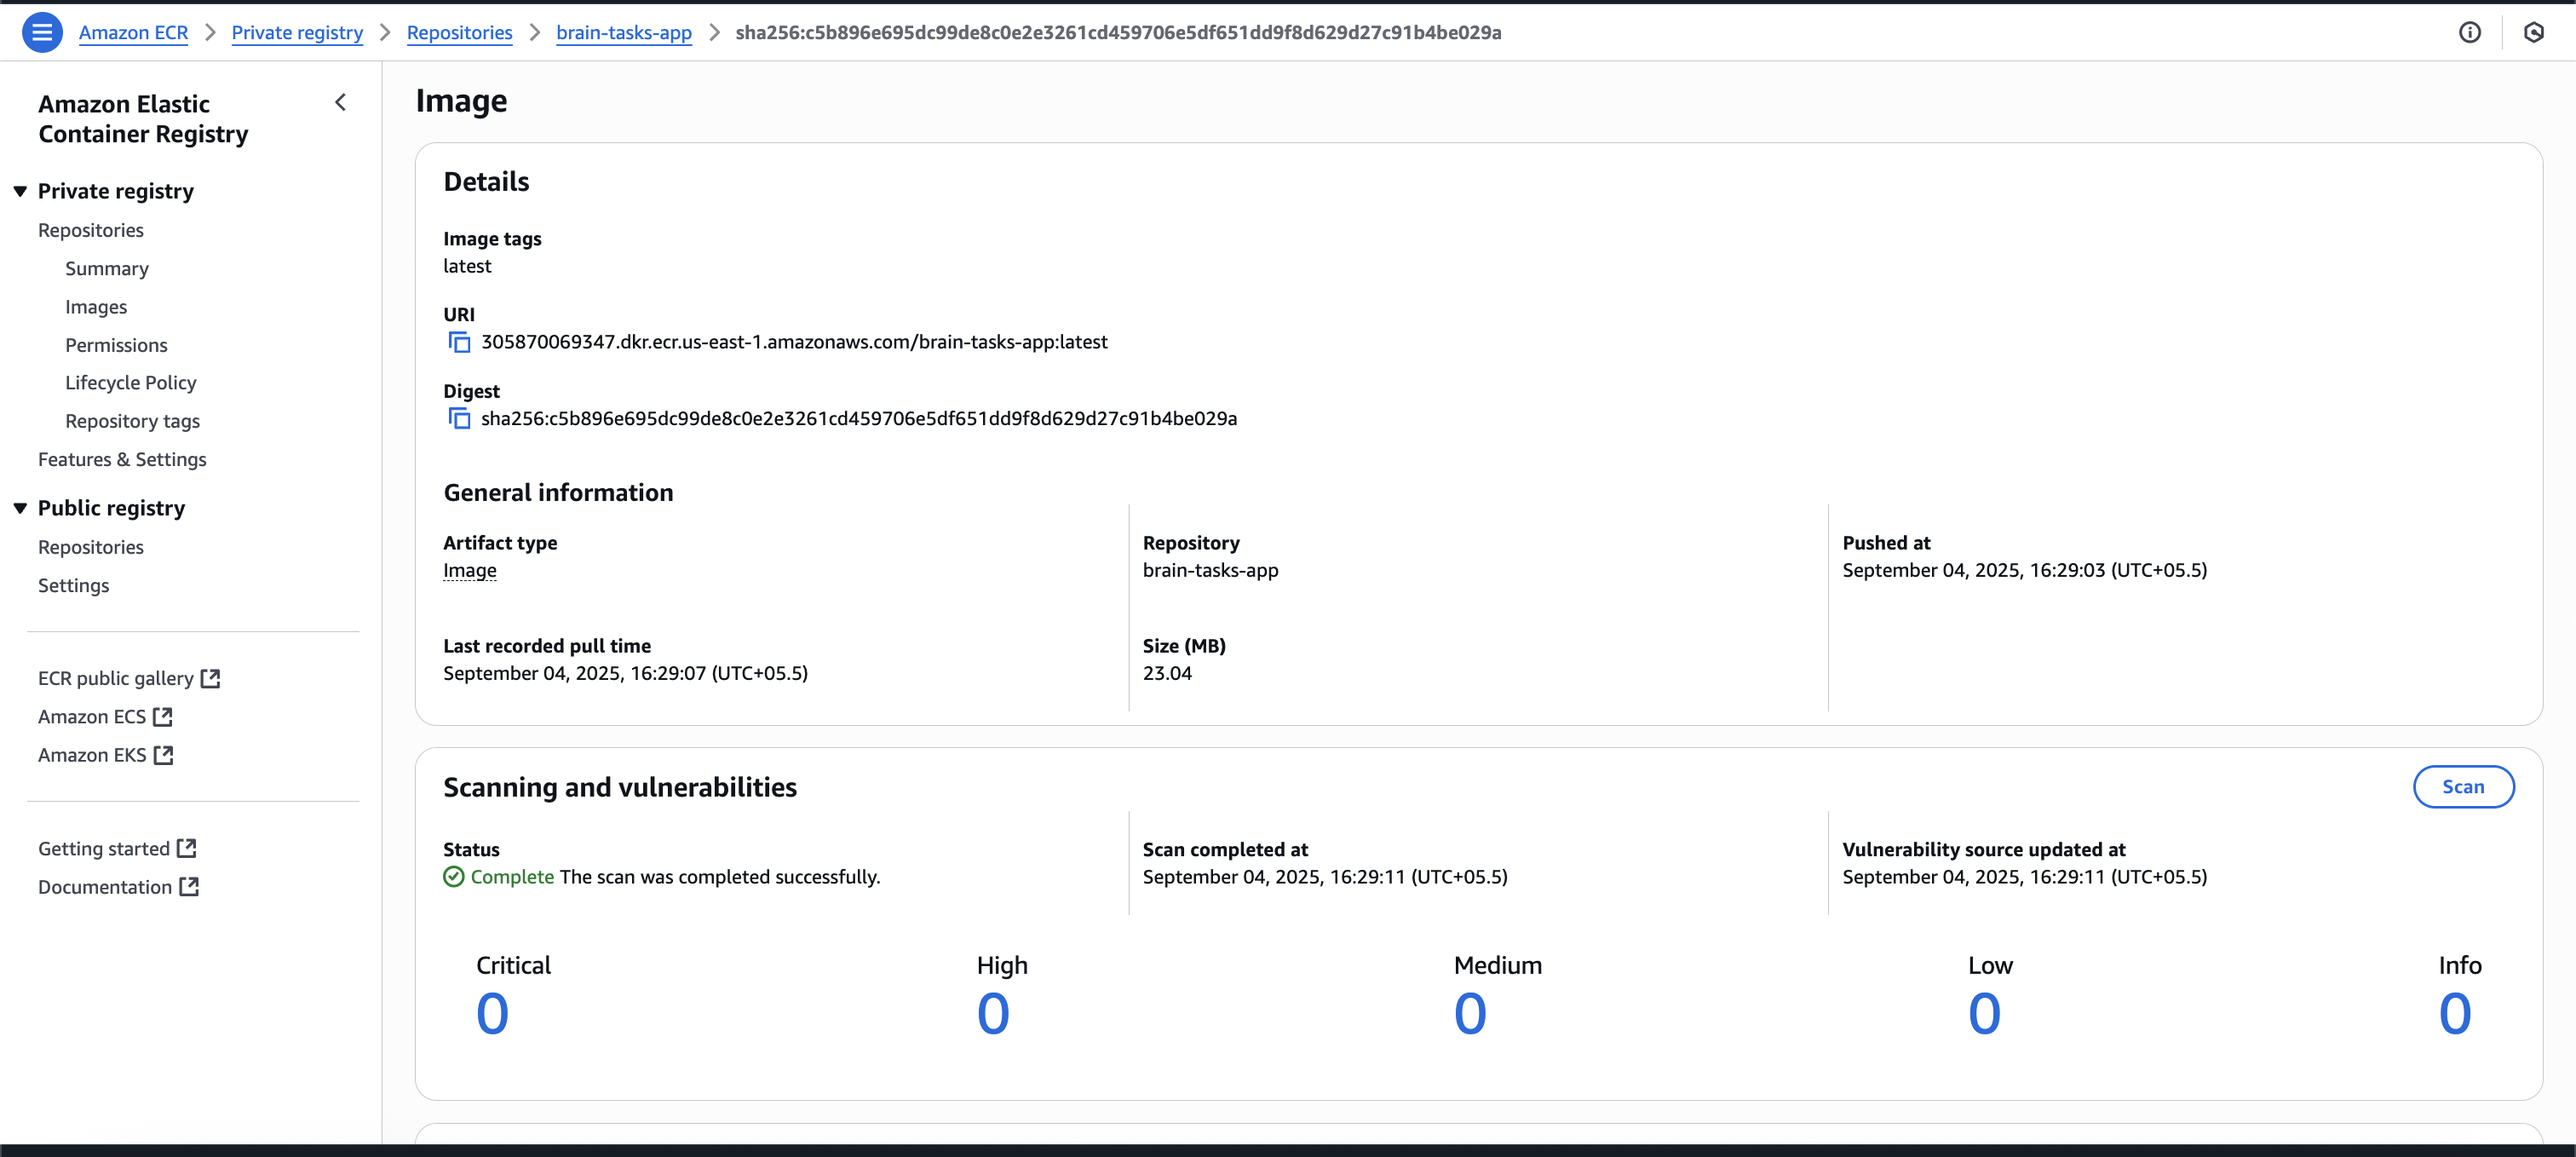 Amazon ECR > Private registry > Repositories > brain-tasks-app > sha256:c5b896e695dc99de8c0e2e3261cd459706e5df651dd9f8d629d27c91b4be029a
Amazon Elastic
Container Registry
Private registry
Repositories
Summary
Images
Permissions
Lifecycle Policy
Repository tags
Features & Settings
Public registry
Repositories
Settings
ECR public gallery
Amazon ECS
Amazon EKS
Getting started
Documentation
Image
Details
Image tags
latest
URI
305870069347.dkr.ecr.us-east-1.amazonaws.com/brain-tasks-app:latest
Digest
sha256:c5b896e695dc99de8c0e2e3261cd459706e5df651dd9f8d629d27c91b4be029a
General information
Artifact type
Image
Repository
brain-tasks-app
Pushed at
September 04, 2025, 16:29:03 (UTC+05.5)
Last recorded pull time
September 04, 2025, 16:29:07 (UTC+05.5)
Size (MB)
23.04
Scanning and vulnerabilities
Scan
Status
Complete The scan was completed successfully.
Scan completed at
September 04, 2025, 16:29:11 (UTC+05.5)
Vulnerability source updated at
September 04, 2025, 16:29:11 (UTC+05.5)
Critical
0
High
0
Medium
0
Low
0
Info
0